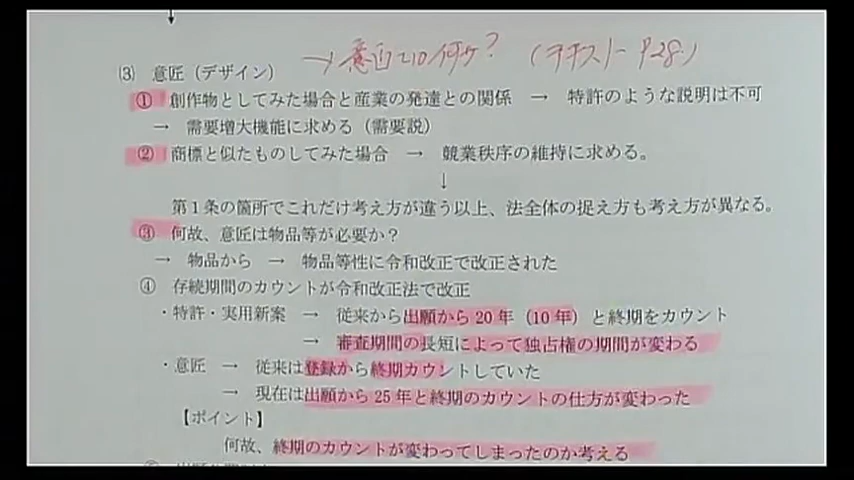 ⑶ 意匠（デザイン） → 意匠とは何か？ （テキスト P28.）
① 創作物としてみた場合と産業の発達との関係 → 特許のような説明は不可
→ 需要増大機能に求める（需要説）
② 商標と似たものしてみた場合 → 競業秩序の維持に求める。
↓
第１条の箇所でこれだけ考え方が違う以上、法全体の捉え方も考え方が異なる。
③ 何故、意匠は物品等が必要か？
→ 物品から → 物品等性に令和改正で改正された
④ 存続期間のカウントが令和改正法で改正
・特許・実用新案 → 従来から出願から 20 年（10 年）と終期をカウント
→ 審査期間の長短によって独占権の期間が変わる
・意匠 → 従来は登録から終期カウントしていた
→ 現在は出願から 25 年と終期のカウントの仕方が変わった
【ポイント】
何故、終期のカウントが変わってしまったのか考える